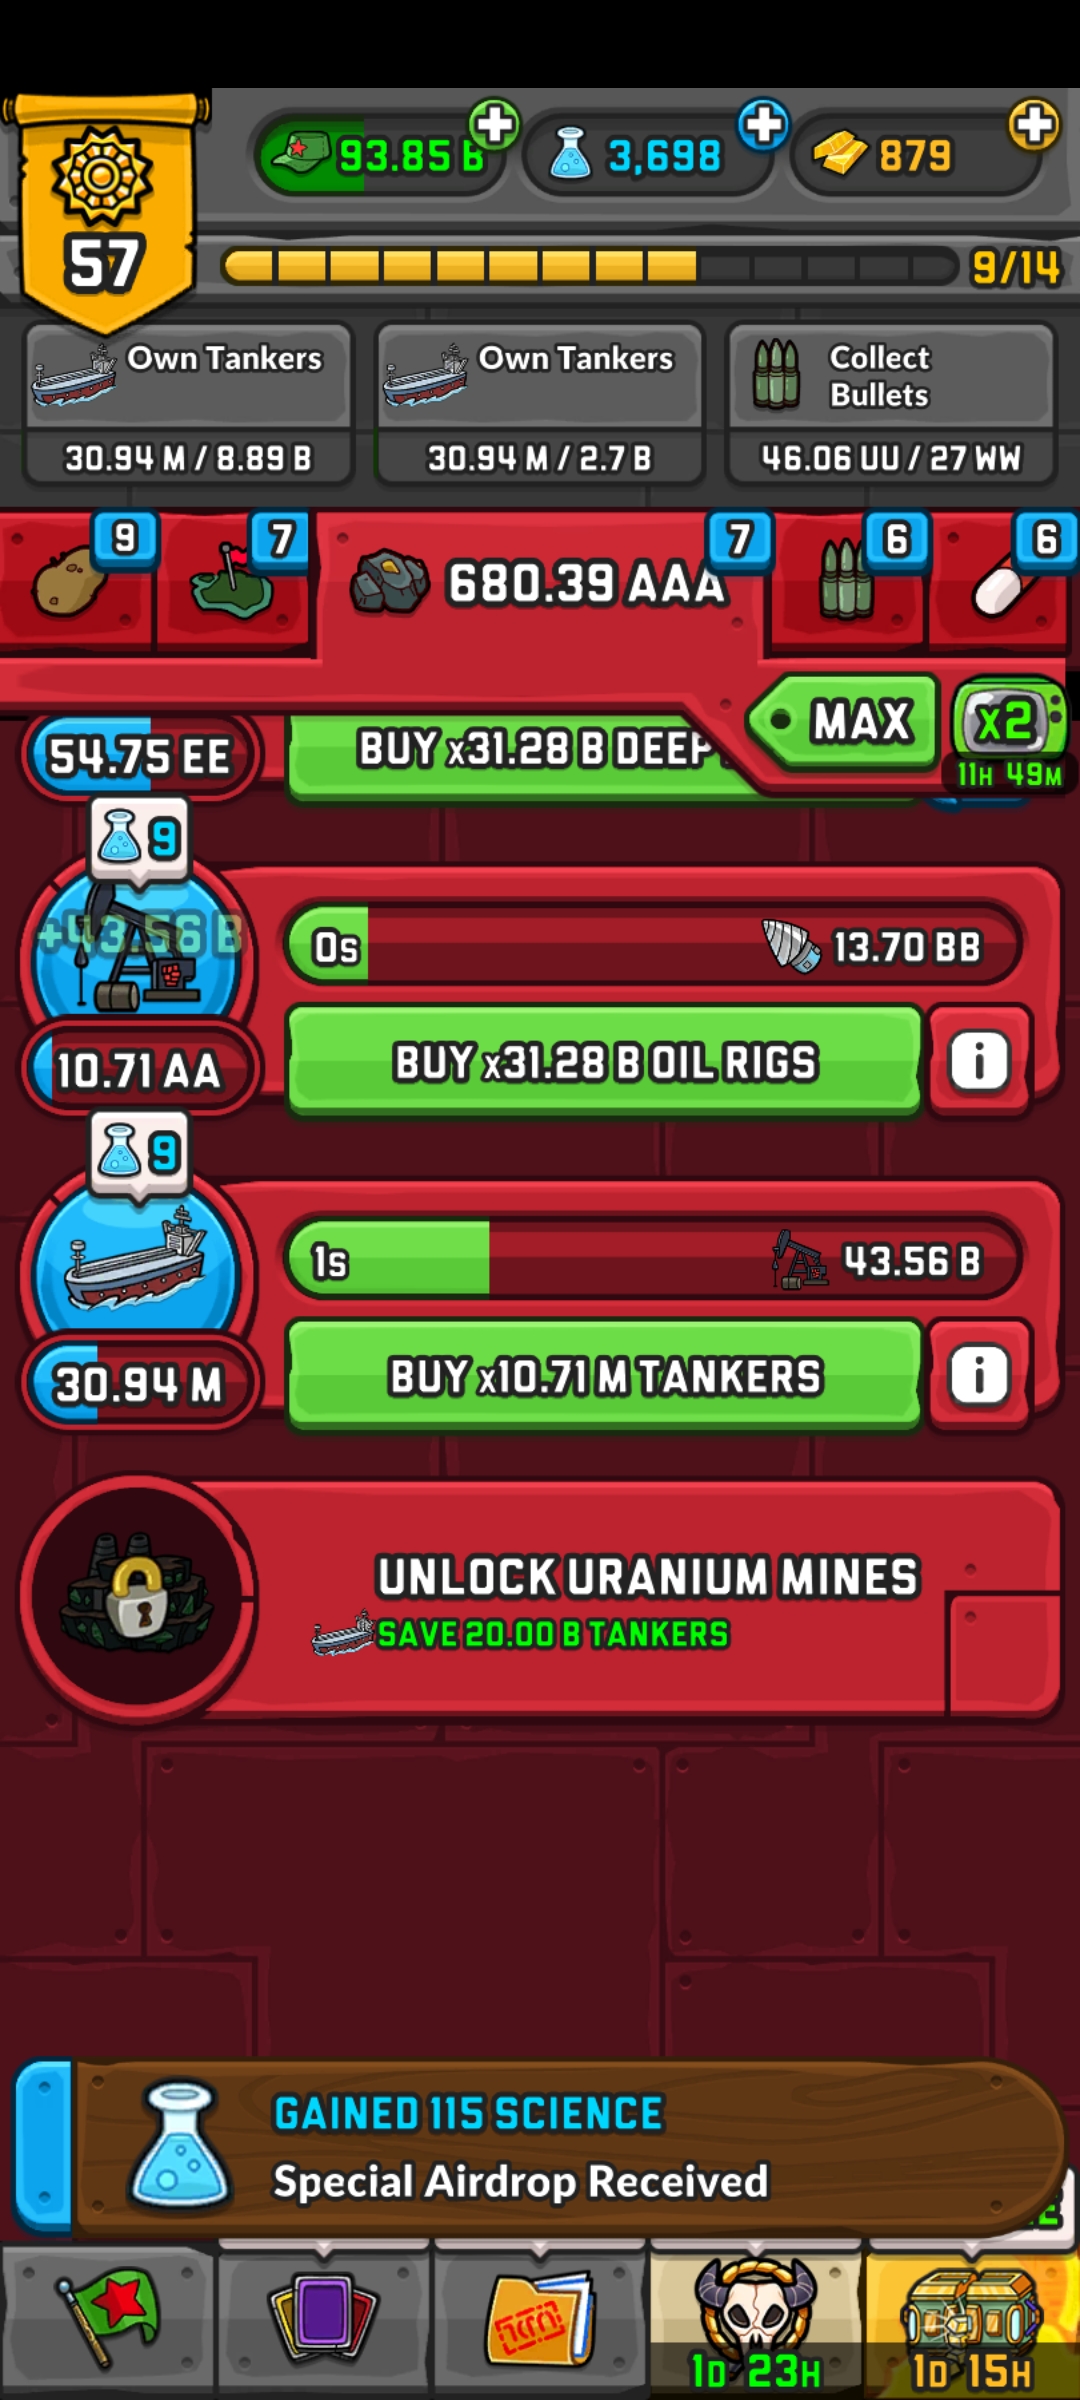 93.85 B
3,698
879
57
9/14
Own Tankers
30.94 M / 8.89 B
Own Tankers
30.94 M / 2.7 B
Collect
Bullets
46.06 UU / 27 WW
9
7
680.39 AAA
7
6
6
MAX
x2
11H 49M
54.75 EE
BUY x31.28 B DEEP
9
+43.56 B
0s
13.70 BB
10.71 AA
BUY x31.28 B OIL RIGS
i
9
1s
43.56 B
30.94 M
BUY x10.71 M TANKERS
i
UNLOCK URANIUM MINES
SAVE 20.00 B TANKERS
GAINED 115 SCIENCE
Special Airdrop Received
1D 23H
1D 15H